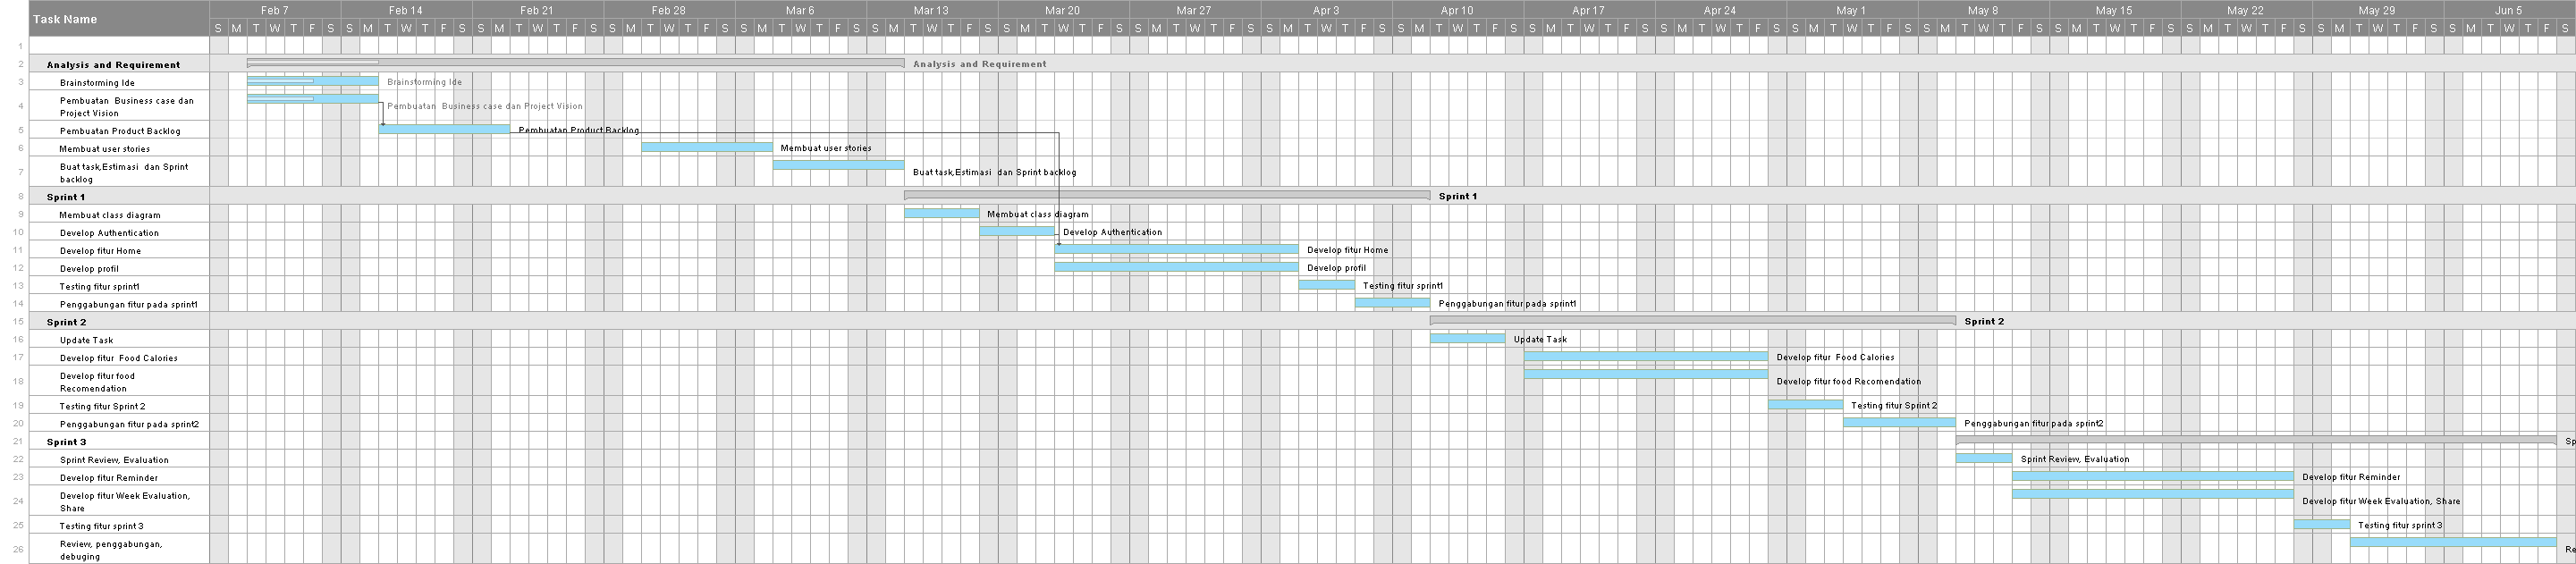 Task Name
Feb 7 Feb 14 Feb 21 Feb 28 Mar 6 Mar 13 Mar 20 Mar 27 Apr 3 Apr 10 Apr 17 Apr 24 May 1 May 8 May 15 May 22 May 29 Jun 5
S M T W T F S S M T W T F S S M T W T F S S M T W T F S S M T W T F S S M T W T F S S M T W T F S S M T W T F S S M T W T F S S M T W T F S S M T W T F S S M T W T F S S M T W T F S S M T W T F S S M T W T F S S M T W T F S S M T W T F S S M T W T F S
1
2 Analysis and Requirement Analysis and Requirement
3 Brainstorming Ide Brainstorming Ide
4 Pembuatan Business case dan
Project Vision
Pembuatan Business case dan Project Vision
5 Pembuatan Product Backlog Pembuatan Product Backlog
6 Membuat user stories Membuat user stories
7 Buat task,Estimasi dan Sprint
backlog
Buat task,Estimasi dan Sprint backlog
8 Sprint 1 Sprint 1
9 Membuat class diagram Membuat class diagram
10 Develop Authentication Develop Authentication
11 Develop fitur Home Develop fitur Home
12 Develop profil Develop profil
13 Testing fitur sprint1 Testing fitur sprint1
14 Penggabungan fitur pada sprint1 Penggabungan fitur pada sprint1
15 Sprint 2 Sprint 2
16 Update Task Update Task
17 Develop fitur Food Calories Develop fitur Food Calories
18 Develop fitur food
Recomendation
Develop fitur food Recomendation
19 Testing fitur Sprint 2 Testing fitur Sprint 2
20 Penggabungan fitur pada sprint2 Penggabungan fitur pada sprint2
21 Sprint 3 Sp
22 Sprint Review, Evaluation Sprint Review, Evaluation
23 Develop fitur Reminder Develop fitur Reminder
24 Develop fitur Week Evaluation,
Share
Develop fitur Week Evaluation, Share
25 Testing fitur sprint 3 Testing fitur sprint 3
26 Review, penggabungan,
debuging
Re